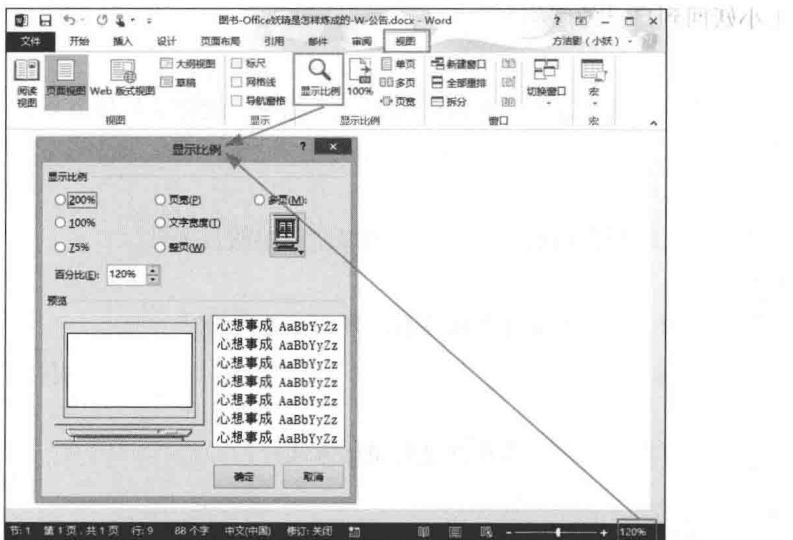 图书-Office妖精是怎样炼成的-W-公告.docx - Word
文件 开始 插入 设计 页面布局 引用 邮件 审阅 视图 方洁影(小妖)
阅读视图 页面视图 Web 版式视图 大纲视图 草稿
标尺 网格线 导航窗格
显示比例 100% 单页 多页 页宽
新建窗口 全部重排 拆分 切换窗口 宏
视图 显示 显示比例 窗口 宏
显示比例 ? ×
显示比例
200% 页宽(P) 多页(M):
100% 文字宽度(T)
75% 整页(W)
百分比(E): 120%
预览
心想事成 AaBbYyZz
心想事成 AaBbYyZz
心想事成 AaBbYyZz
心想事成 AaBbYyZz
心想事成 AaBbYyZz
心想事成 AaBbYyZz
心想事成 AaBbYyZz
确定 取消
节: 1 第1页,共1页 行: 9 88个字 中文(中国) 修订: 关闭 120%